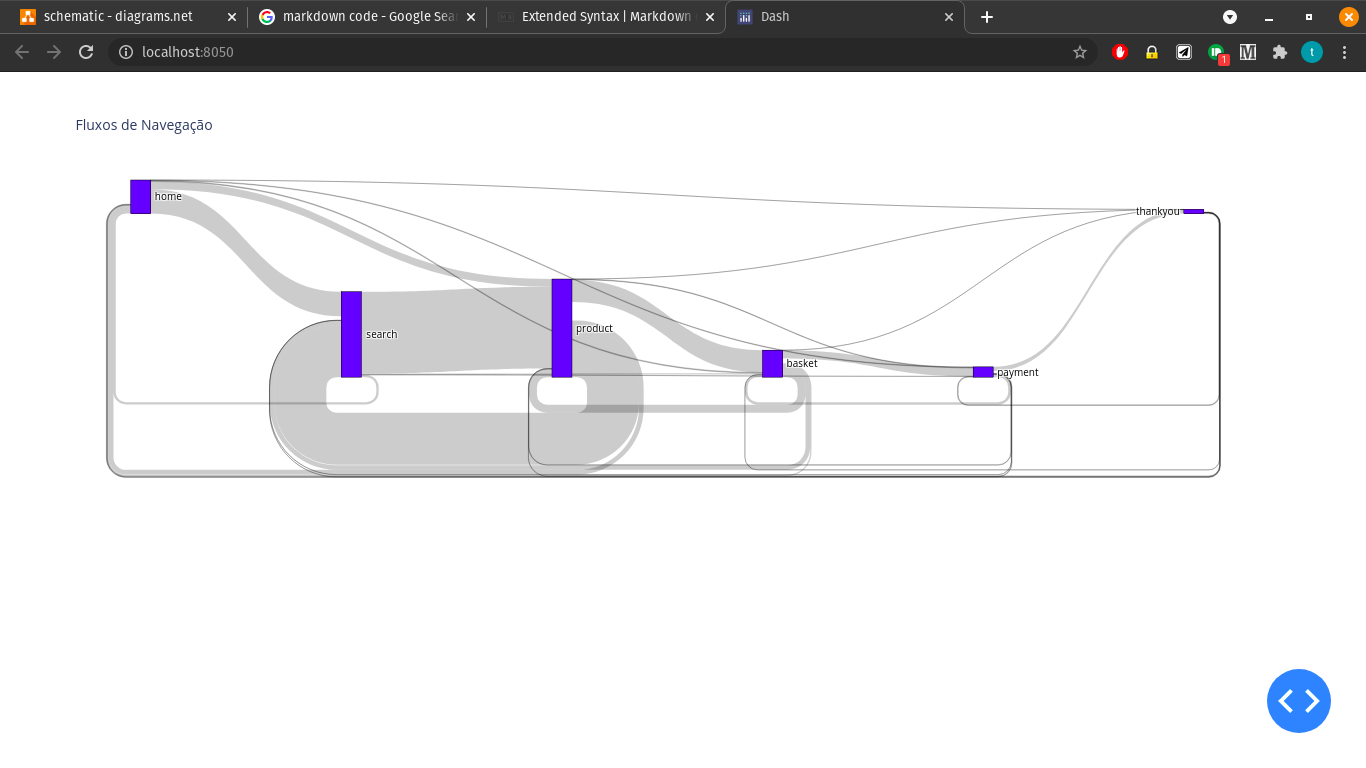 schematic - diagrams.net
markdown code - Google Sea
Extended Syntax | Markdown
Dash
localhost:8050
1
t
Fluxos de Navegação
home
thankyou
search
product
basket
payment